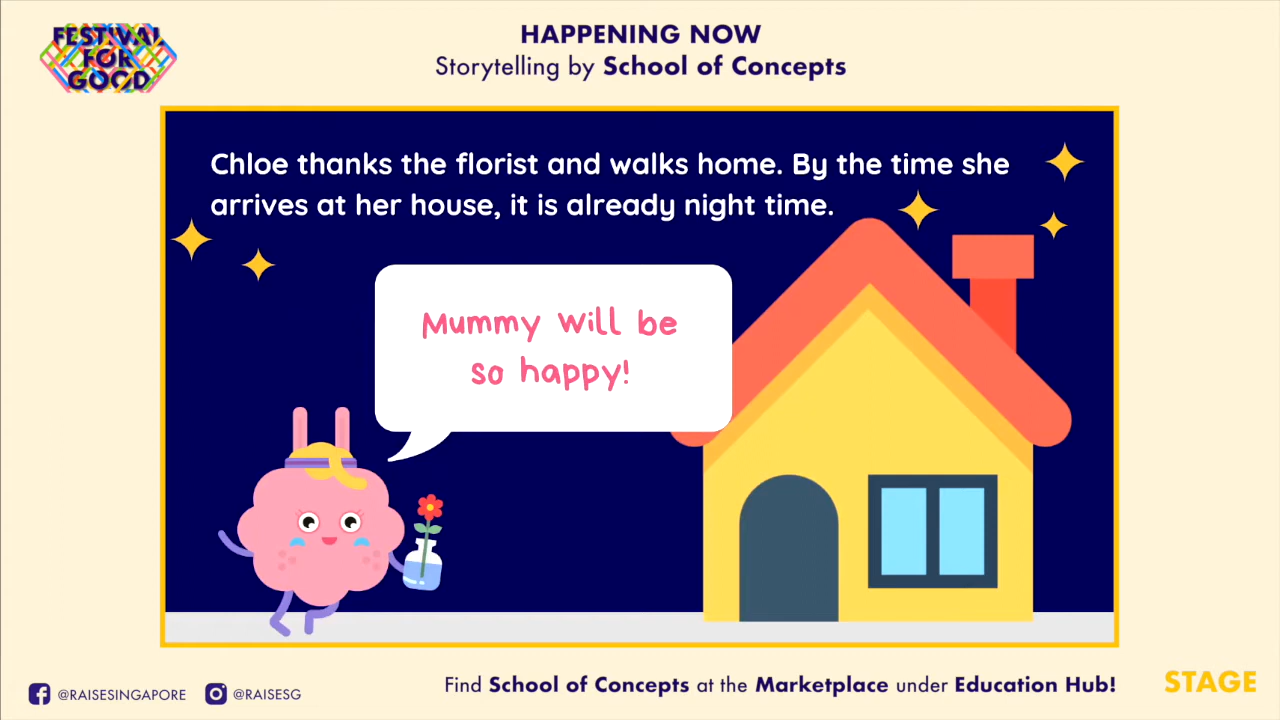 FESTIVAL
FOR
GOOD
HAPPENING NOW
Storytelling by School of Concepts
Chloe thanks the florist and walks home. By the time she
arrives at her house, it is already night time.
Mummy will be
so happy!
@RAISESINGAPORE
@RAISESG
Find School of Concepts at the Marketplace under Education Hub!
STAGE